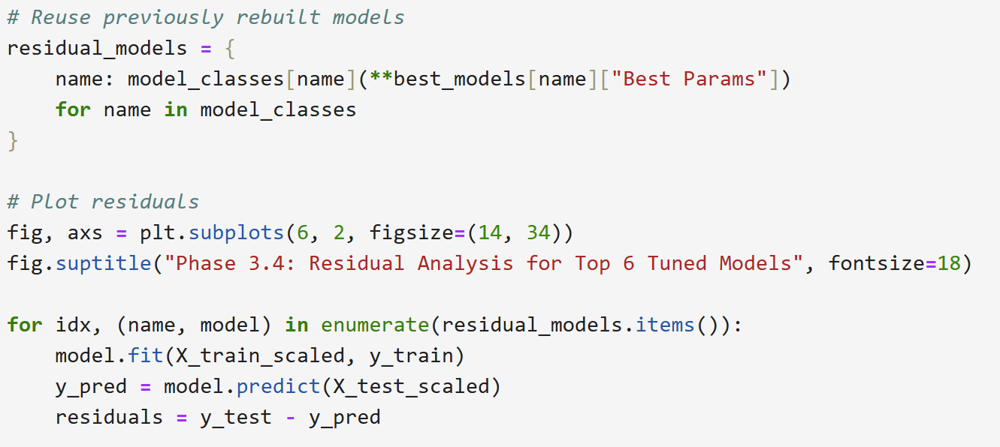 # Reuse previously rebuilt models
residual_models = {
    name: model_classes[name](**best_models[name]["Best Params"])
    for name in model_classes
}

# Plot residuals
fig, axs = plt.subplots(6, 2, figsize=(14, 34))
fig.suptitle("Phase 3.4: Residual Analysis for Top 6 Tuned Models", fontsize=18)

for idx, (name, model) in enumerate(residual_models.items()):
    model.fit(X_train_scaled, y_train)
    y_pred = model.predict(X_test_scaled)
    residuals = y_test - y_pred